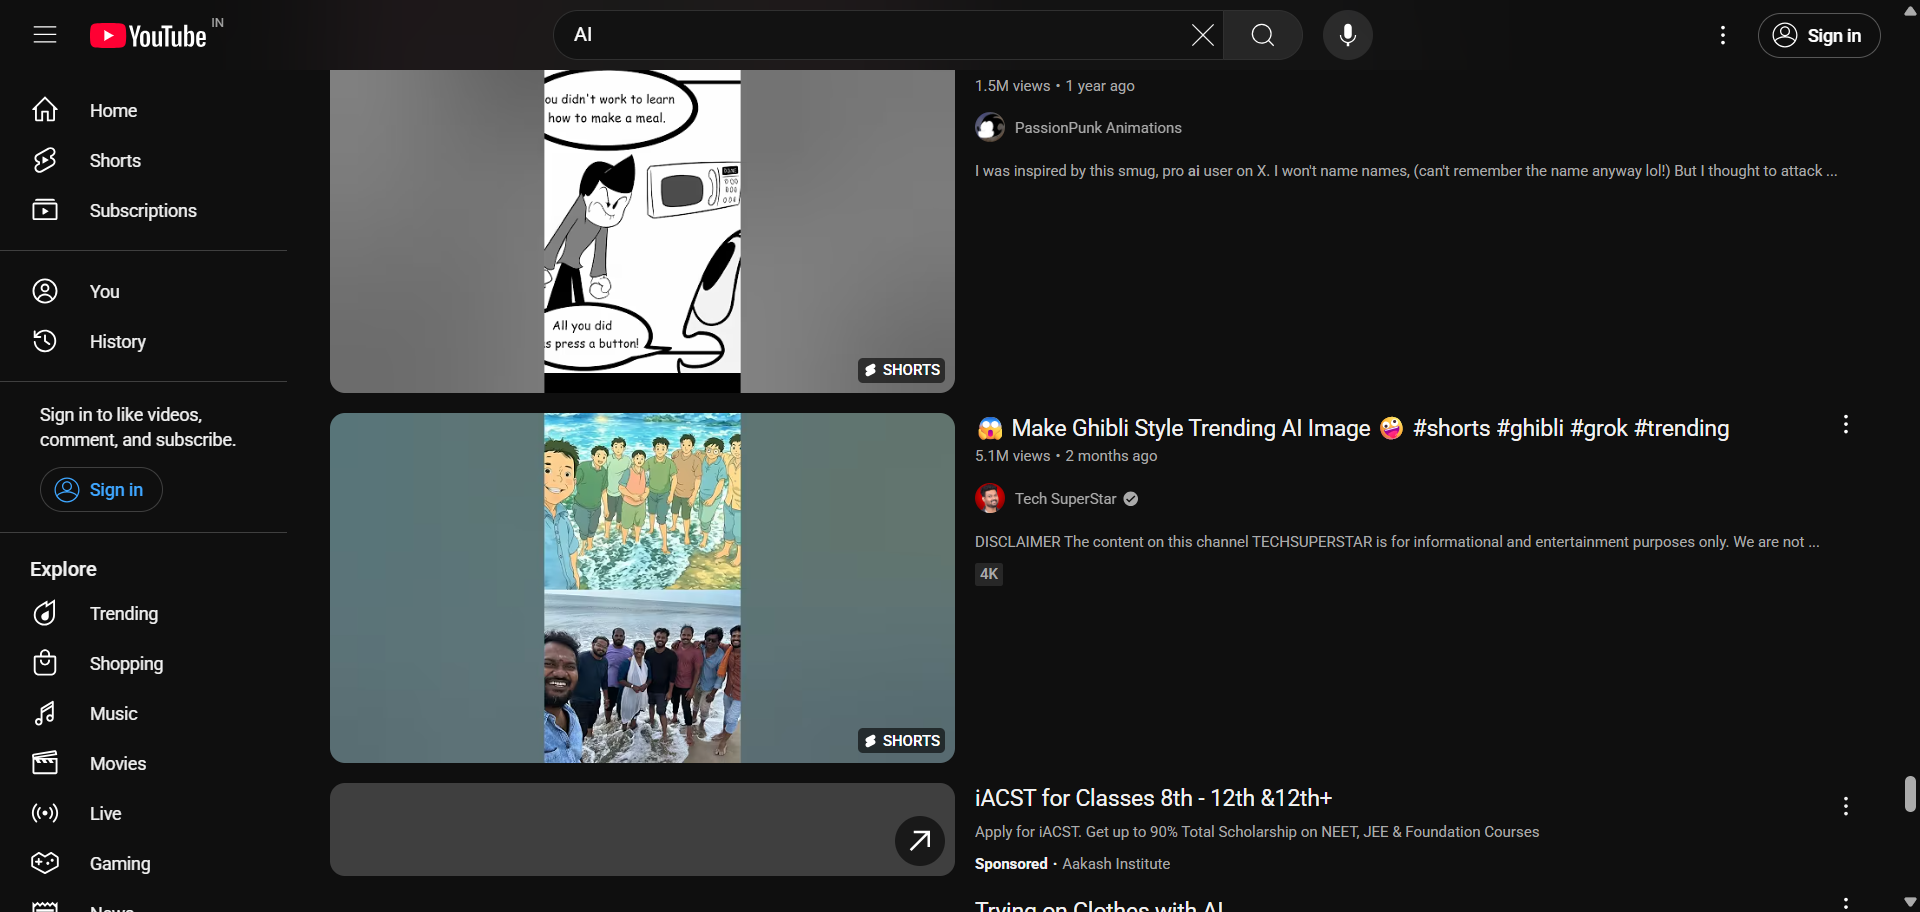 YouTube IN
AI
Sign in
Home
Shorts
Subscriptions
You
History
Sign in to like videos,
comment, and subscribe.
Sign in
Explore
Trending
Shopping
Music
Movies
Live
Gaming
ou didn't work to learn
how to make a meal.
All you did
s press a button!
SHORTS
1.5M views • 1 year ago
PassionPunk Animations
I was inspired by this smug, pro ai user on X. I won't name names, (can't remember the name anyway lol!) But I thought to attack ...
SHORTS
😱 Make Ghibli Style Trending AI Image 🤪 #shorts #ghibli #grok #trending
5.1M views • 2 months ago
Tech SuperStar
DISCLAIMER The content on this channel TECHSUPERSTAR is for informational and entertainment purposes only. We are not ...
4K
iACST for Classes 8th - 12th &12th+
Apply for iACST. Get up to 90% Total Scholarship on NEET, JEE & Foundation Courses
Sponsored · Aakash Institute
Trying on Clothes with AI